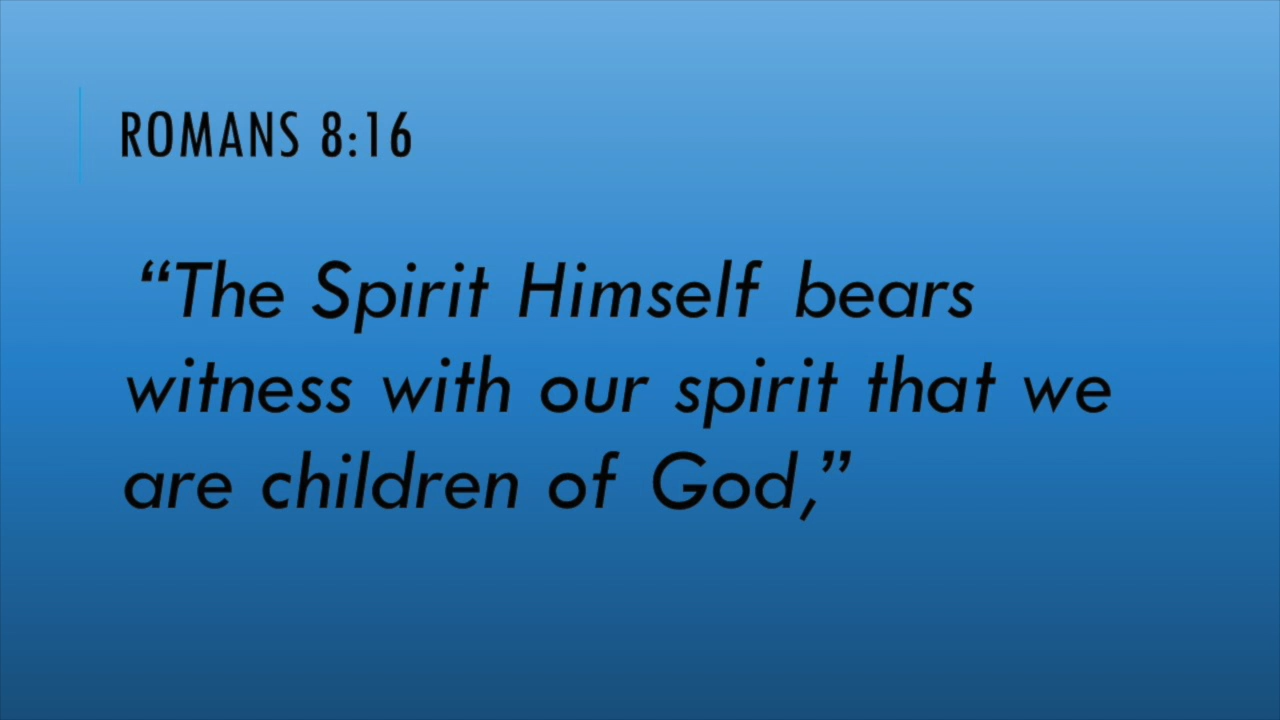 ROMANS 8:16
“The Spirit Himself bears
witness with our spirit that we
are children of God,”